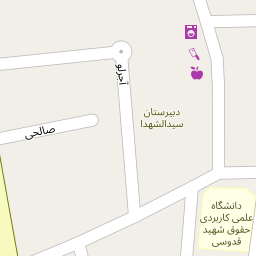 آجرلو
دبیرستان
سیدالشهدا
صالحی
دانشگاه
علمی کاربردی
حقوق شهید
قدوسی